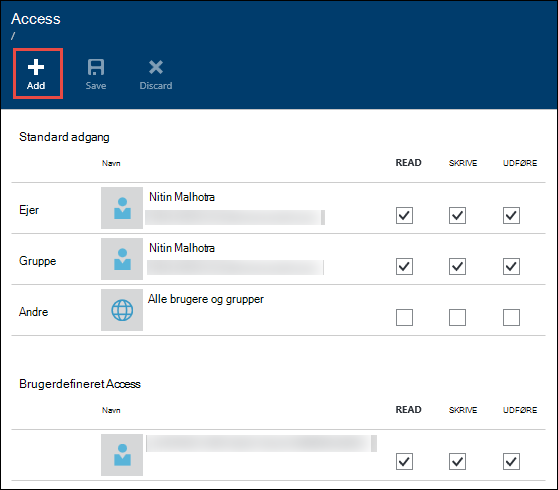 Access
/
Add Save Discard
Standard adgang
Navn READ SKRIVE UDFØRE
Ejer Nitin Malhotra
Gruppe Nitin Malhotra
Andre Alle brugere og grupper
Brugerdefineret Access
Navn READ SKRIVE UDFØRE